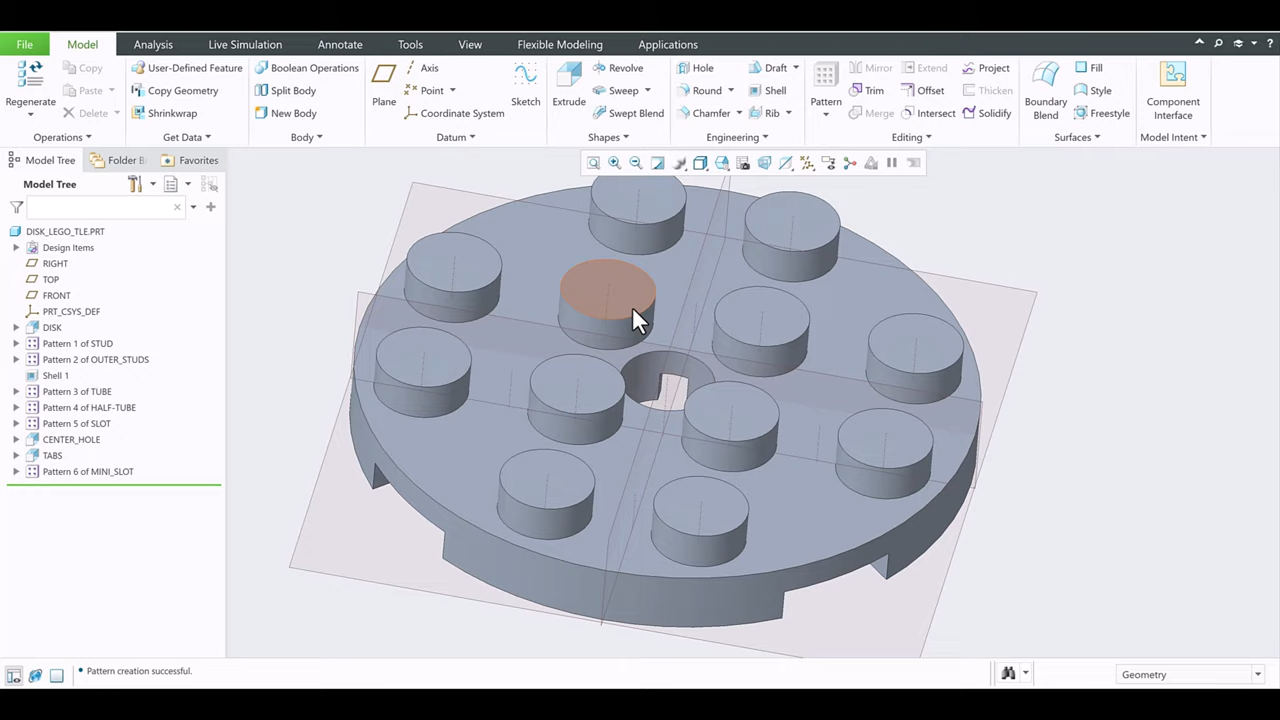 File Model Analysis Live Simulation Annotate Tools View Flexible Modeling Applications
Regenerate Copy User-Defined Feature Boolean Operations Plane Axis Sketch Extrude Revolve Hole Draft Pattern Mirror Extend Project Boundary Blend Fill Component Interface
Paste Copy Geometry Split Body Point Sweep Round Shell Trim Offset Thicken Style
Delete Shrinkwrap New Body Coordinate System Swept Blend Chamfer Rib Merge Intersect Solidify Freestyle
Operations Get Data Body Datum Shapes Engineering Editing Surfaces Model Intent
Model Tree Folder B Favorites
Model Tree
DISK_LEGO_TLE.PRT
Design Items
RIGHT
TOP
FRONT
PRT_CSYS_DEF
DISK
Pattern 1 of STUD
Pattern 2 of OUTER_STUDS
Shell 1
Pattern 3 of TUBE
Pattern 4 of HALF-TUBE
Pattern 5 of SLOT
CENTER_HOLE
TABS
Pattern 6 of MINI_SLOT
• Pattern creation successful.
Geometry